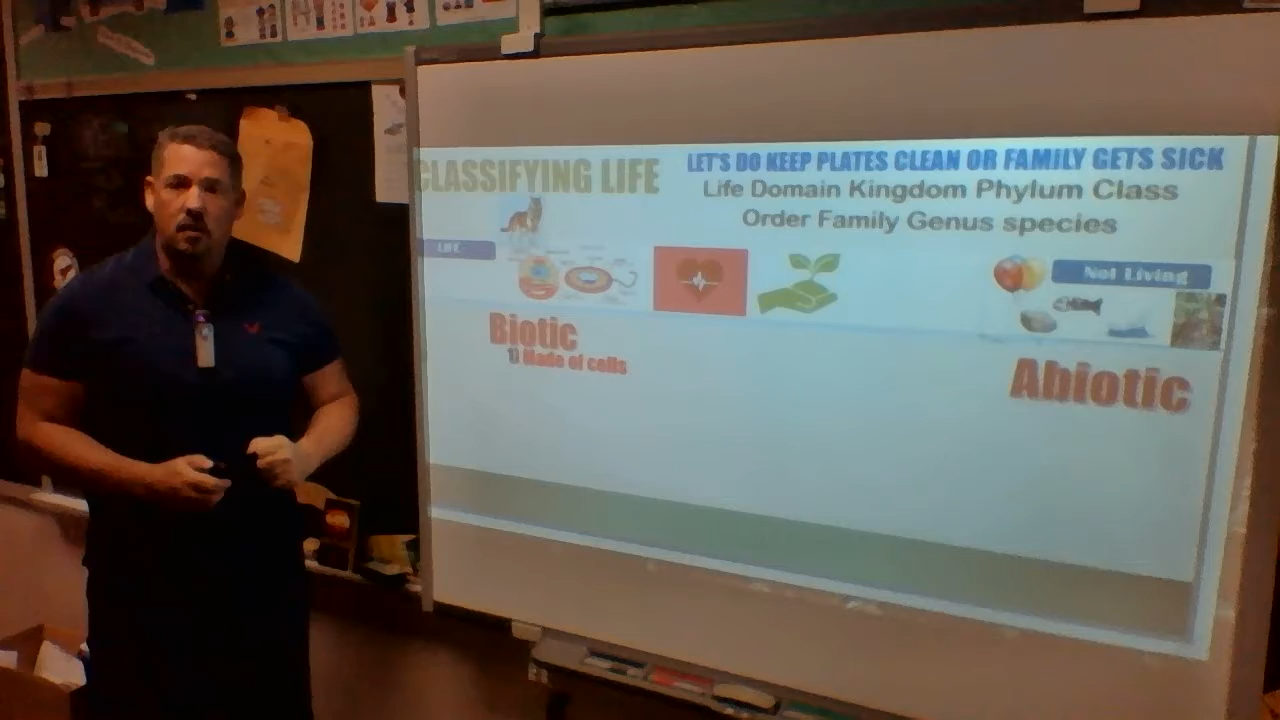 CLASSIFYING LIFE
LET'S DO KEEP PLATES CLEAN OR FAMILY GETS SICK
Life Domain Kingdom Phylum Class
Order Family Genus species
LIFE
Not Living
Biotic
1) Made of cells
Abiotic